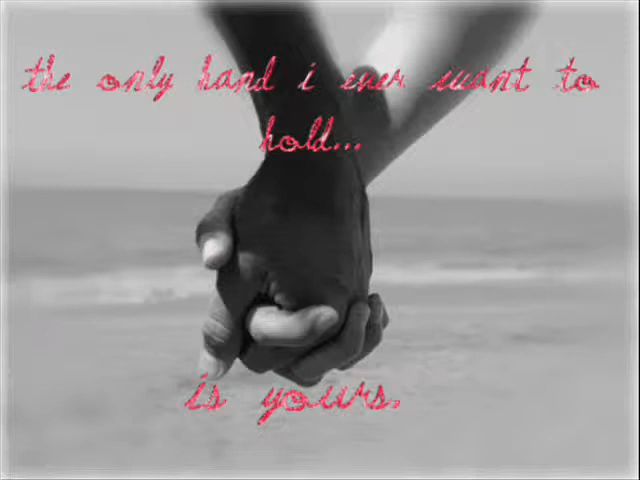 the only hand i ever want to
hold...
is yours.